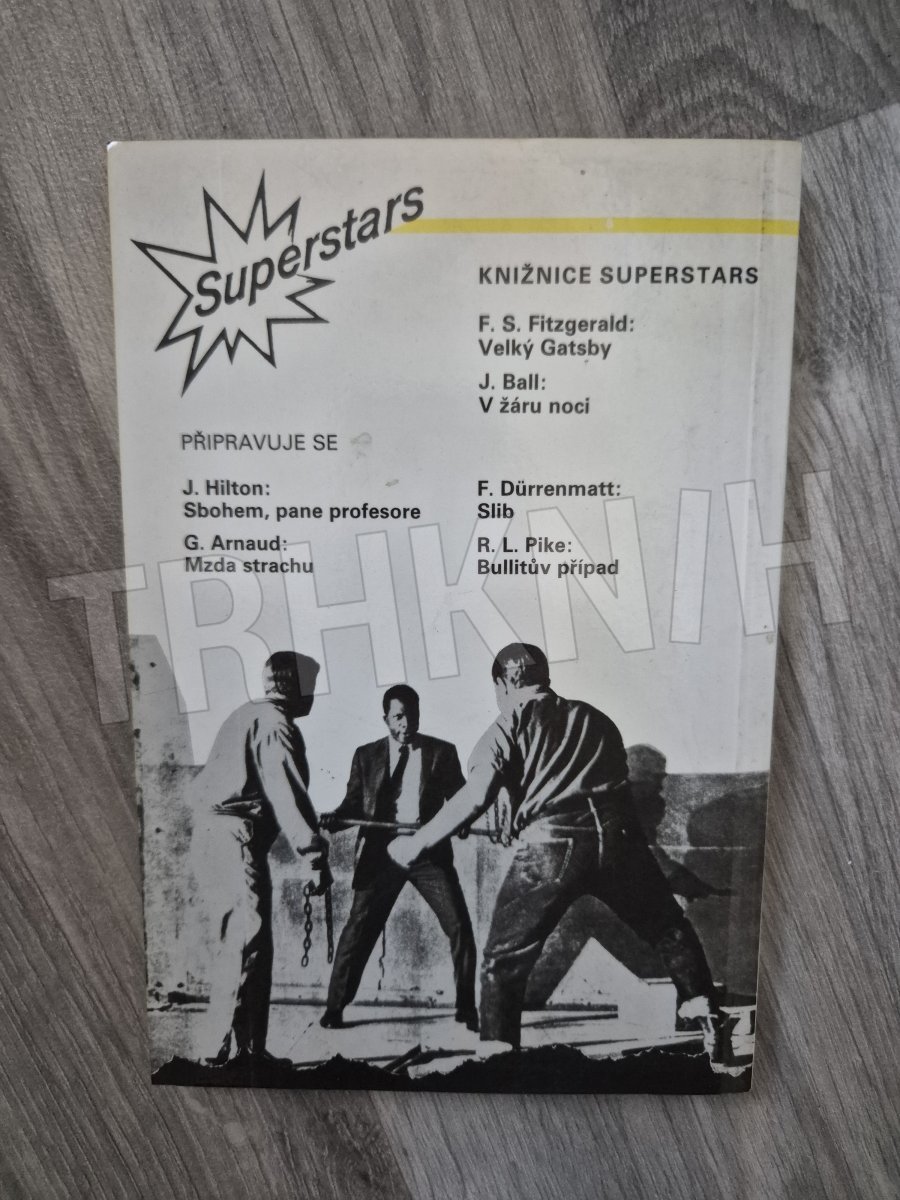 Superstars
KNIŽNICE SUPERSTARS
F. S. Fitzgerald:
Velký Gatsby
J. Ball:
V žáru noci
PŘIPRAVUJE SE
J. Hilton:
Sbohem, pane profesore
G. Arnaud:
Mzda strachu
F. Dürrenmatt:
Slib
R. L. Pike:
Bullitův případ
TRHKNIH